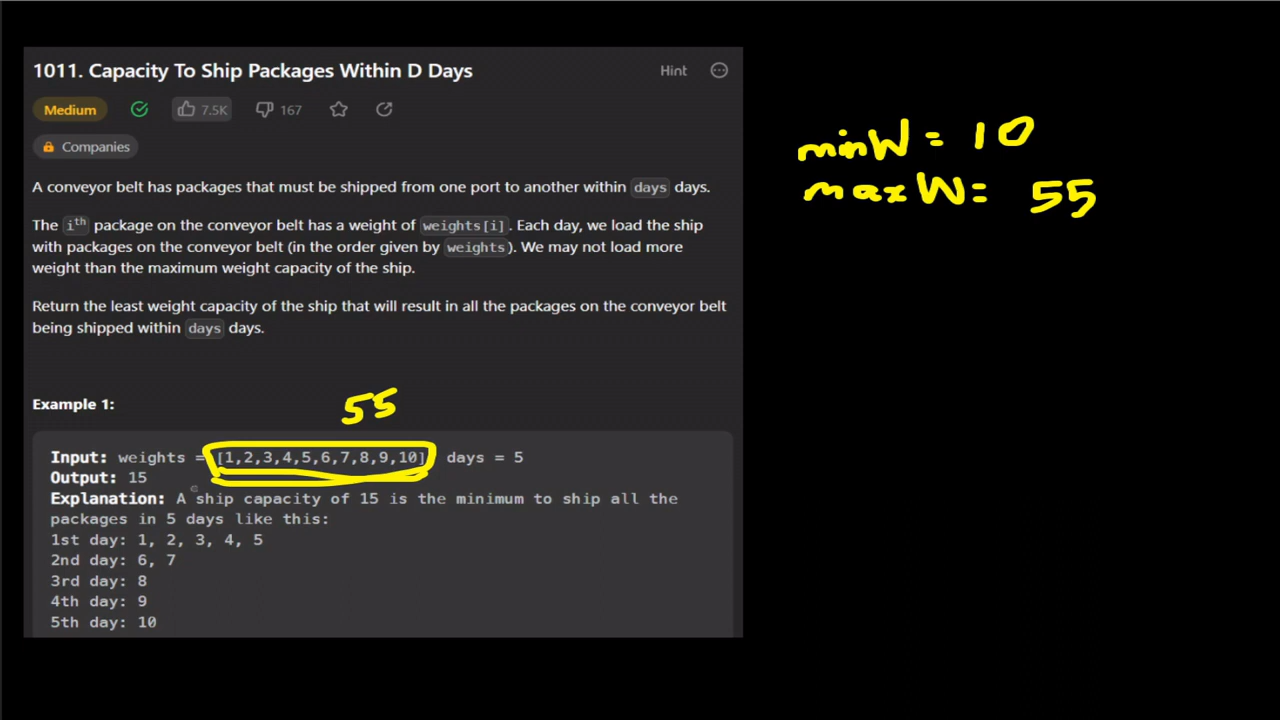 1011. Capacity To Ship Packages Within D Days
Hint
Medium
7.5K
167
Companies
A conveyor belt has packages that must be shipped from one port to another within days days.
The ith package on the conveyor belt has a weight of weights[i]. Each day, we load the ship
with packages on the conveyor belt (in the order given by weights). We may not load more
weight than the maximum weight capacity of the ship.
Return the least weight capacity of the ship that will result in all the packages on the conveyor belt
being shipped within days days.
Example 1:
55
Input: weights = [1,2,3,4,5,6,7,8,9,10] days = 5
Output: 15
Explanation: A ship capacity of 15 is the minimum to ship all the
packages in 5 days like this:
1st day: 1, 2, 3, 4, 5
2nd day: 6, 7
3rd day: 8
4th day: 9
5th day: 10
minW = 10
maxW = 55